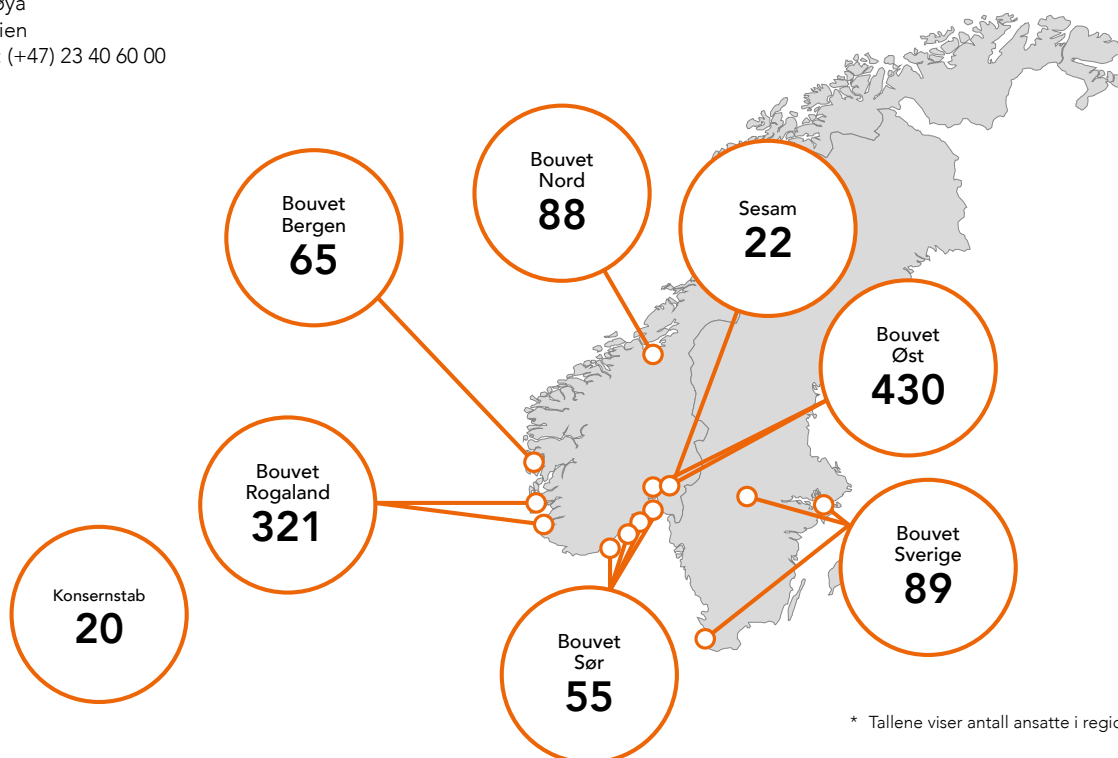 (+47) 23 40 60 00
Bouvet
Bergen
65
Bouvet
Nord
88
Sesam
22
Bouvet
Øst
430
Bouvet
Rogaland
321
Konsernstab
20
Bouvet
Sør
55
Bouvet
Sverige
89
* Tallene viser antall ansatte i